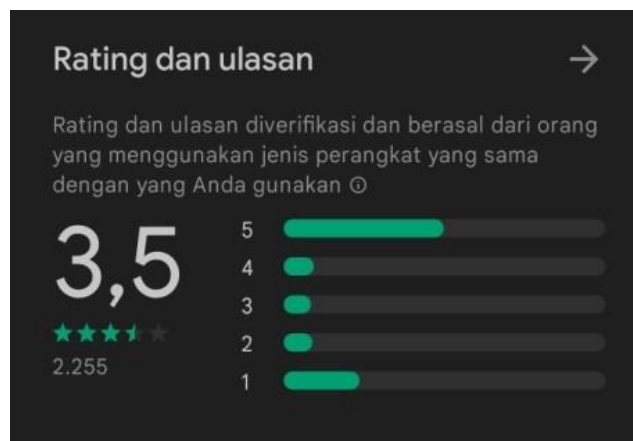 Rating dan ulasan
Rating dan ulasan diverifikasi dan berasal dari orang
yang menggunakan jenis perangkat yang sama
dengan yang Anda gunakan
3,5
2.255
5
4
3
2
1